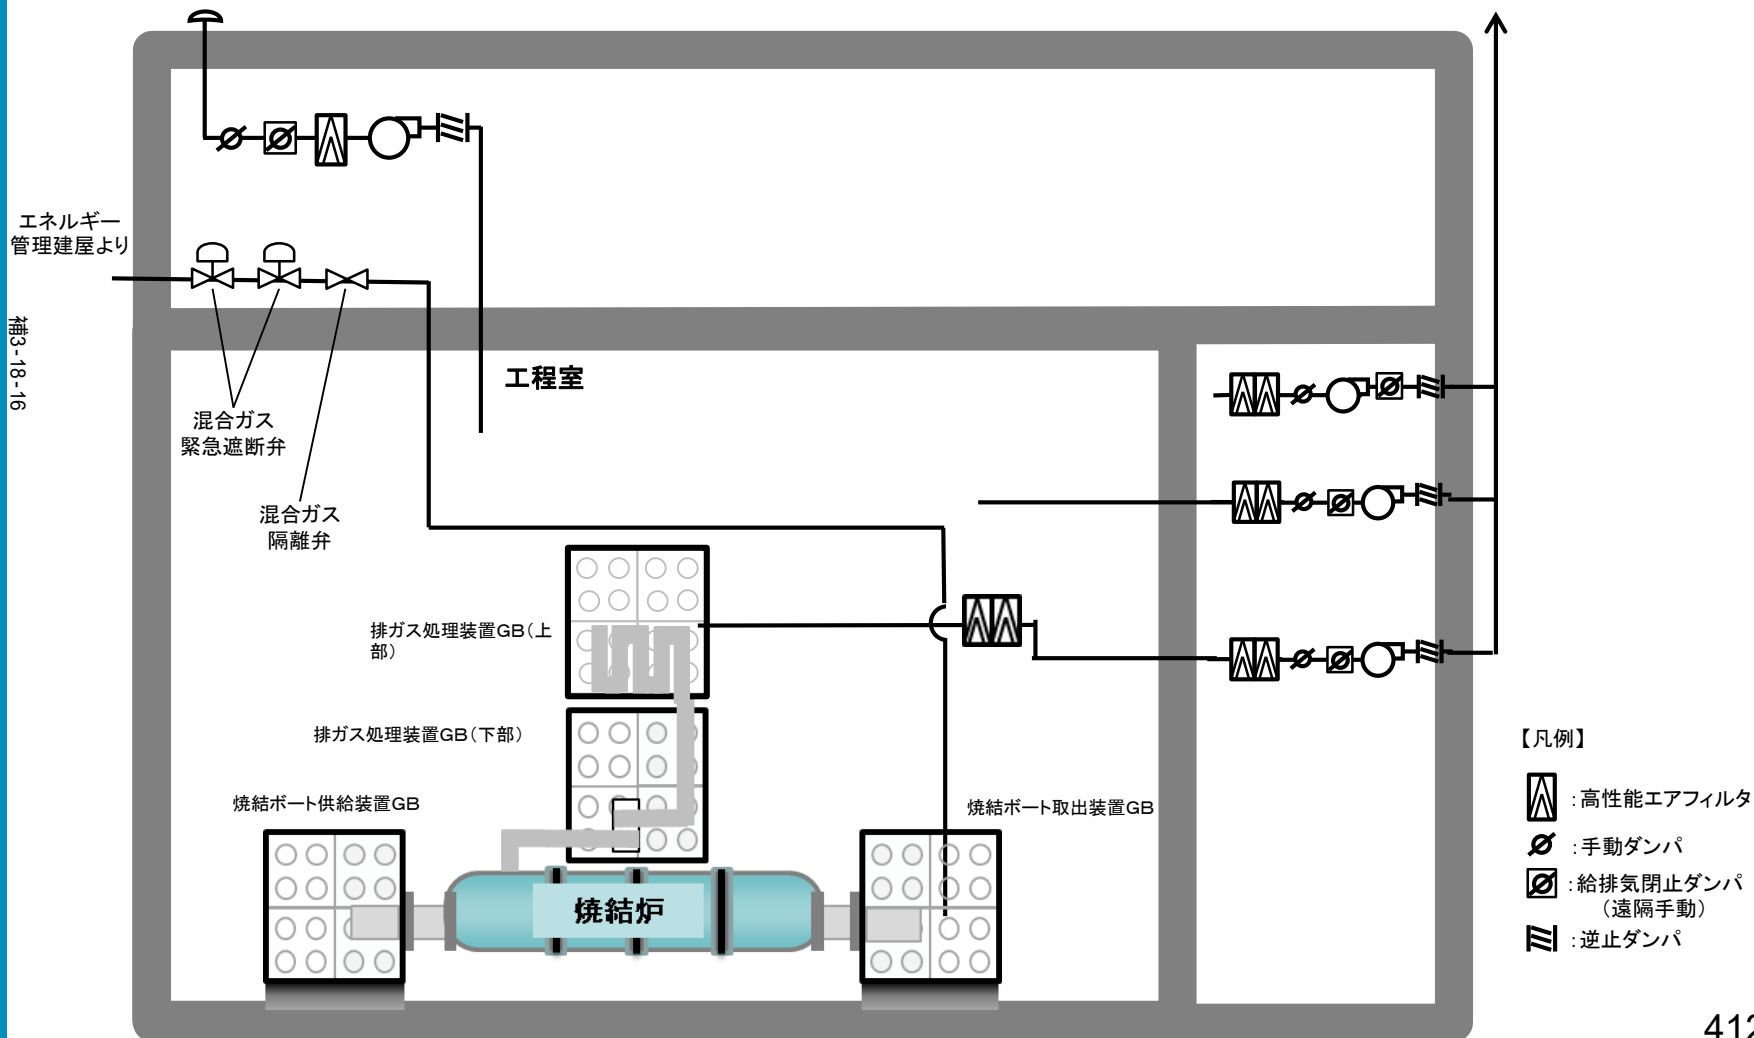 エネルギー
管理建屋より
補3-18-16
工程室
混合ガス
緊急遮断弁
混合ガス
隔離弁
排ガス処理装置GB(上
部)
排ガス処理装置GB(下部)
焼結ボート供給装置GB
焼結ボート取出装置GB
焼結炉
【凡例】
:高性能エアフィルタ
:手動ダンパ
:給排気閉止ダンパ
(遠隔手動)
:逆止ダンパ
412